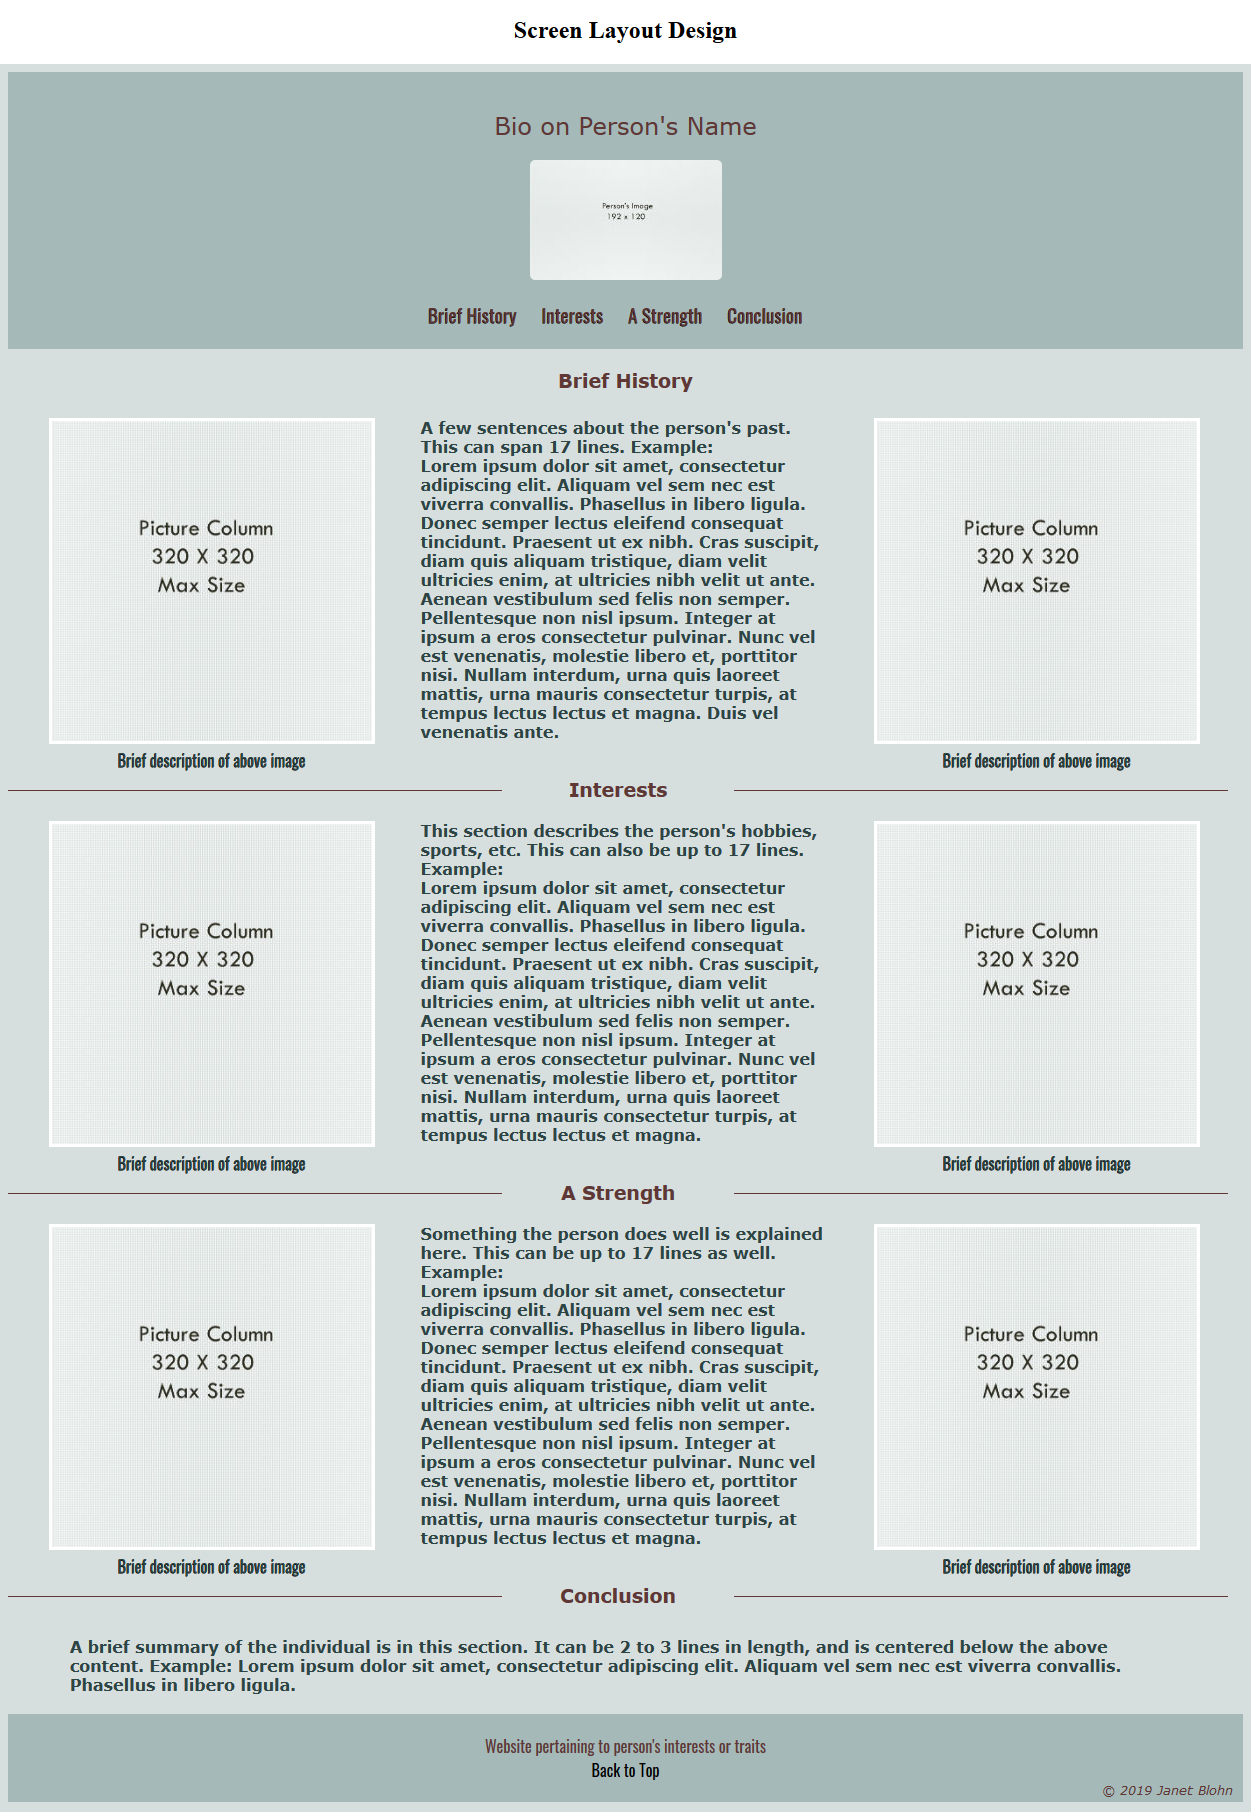 Screen Layout Design
Bio on Person's Name
Person's Image
192 x 120
Brief History Interests A Strength Conclusion
Brief History
Picture Column
320 X 320
Max Size
Brief description of above image
A few sentences about the person's past.
This can span 17 lines. Example:
Lorem ipsum dolor sit amet, consectetur
adipiscing elit. Aliquam vel sem nec est
viverra convallis. Phasellus in libero ligula.
Donec semper lectus eleifend consequat
tincidunt. Praesent ut ex nibh. Cras suscipit,
diam quis aliquam tristique, diam velit
ultricies enim, at ultricies nibh velit ut ante.
Aenean vestibulum sed felis non semper.
Pellentesque non nisl ipsum. Integer at
ipsum a eros consectetur pulvinar. Nunc vel
est venenatis, molestie libero et, porttitor
nisi. Nullam interdum, urna quis laoreet
mattis, urna mauris consectetur turpis, at
tempus lectus lectus et magna. Duis vel
venenatis ante.
Picture Column
320 X 320
Max Size
Brief description of above image
Interests
Picture Column
320 X 320
Max Size
Brief description of above image
This section describes the person's hobbies,
sports, etc. This can also be up to 17 lines.
Example:
Lorem ipsum dolor sit amet, consectetur
adipiscing elit. Aliquam vel sem nec est
viverra convallis. Phasellus in libero ligula.
Donec semper lectus eleifend consequat
tincidunt. Praesent ut ex nibh. Cras suscipit,
diam quis aliquam tristique, diam velit
ultricies enim, at ultricies nibh velit ut ante.
Aenean vestibulum sed felis non semper.
Pellentesque non nisl ipsum. Integer at
ipsum a eros consectetur pulvinar. Nunc vel
est venenatis, molestie libero et, porttitor
nisi. Nullam interdum, urna quis laoreet
mattis, urna mauris consectetur turpis, at
tempus lectus lectus et magna.
Picture Column
320 X 320
Max Size
Brief description of above image
A Strength
Picture Column
320 X 320
Max Size
Brief description of above image
Something the person does well is explained
here. This can be up to 17 lines as well.
Example:
Lorem ipsum dolor sit amet, consectetur
adipiscing elit. Aliquam vel sem nec est
viverra convallis. Phasellus in libero ligula.
Donec semper lectus eleifend consequat
tincidunt. Praesent ut ex nibh. Cras suscipit,
diam quis aliquam tristique, diam velit
ultricies enim, at ultricies nibh velit ut ante.
Aenean vestibulum sed felis non semper.
Pellentesque non nisl ipsum. Integer at
ipsum a eros consectetur pulvinar. Nunc vel
est venenatis, molestie libero et, porttitor
nisi. Nullam interdum, urna quis laoreet
mattis, urna mauris consectetur turpis, at
tempus lectus lectus et magna.
Picture Column
320 X 320
Max Size
Brief description of above image
Conclusion
A brief summary of the individual is in this section. It can be 2 to 3 lines in length, and is centered below the above
content. Example: Lorem ipsum dolor sit amet, consectetur adipiscing elit. Aliquam vel sem nec est viverra convallis.
Phasellus in libero ligula.
Website pertaining to person's interests or traits
Back to Top
© 2019 Janet Blohn